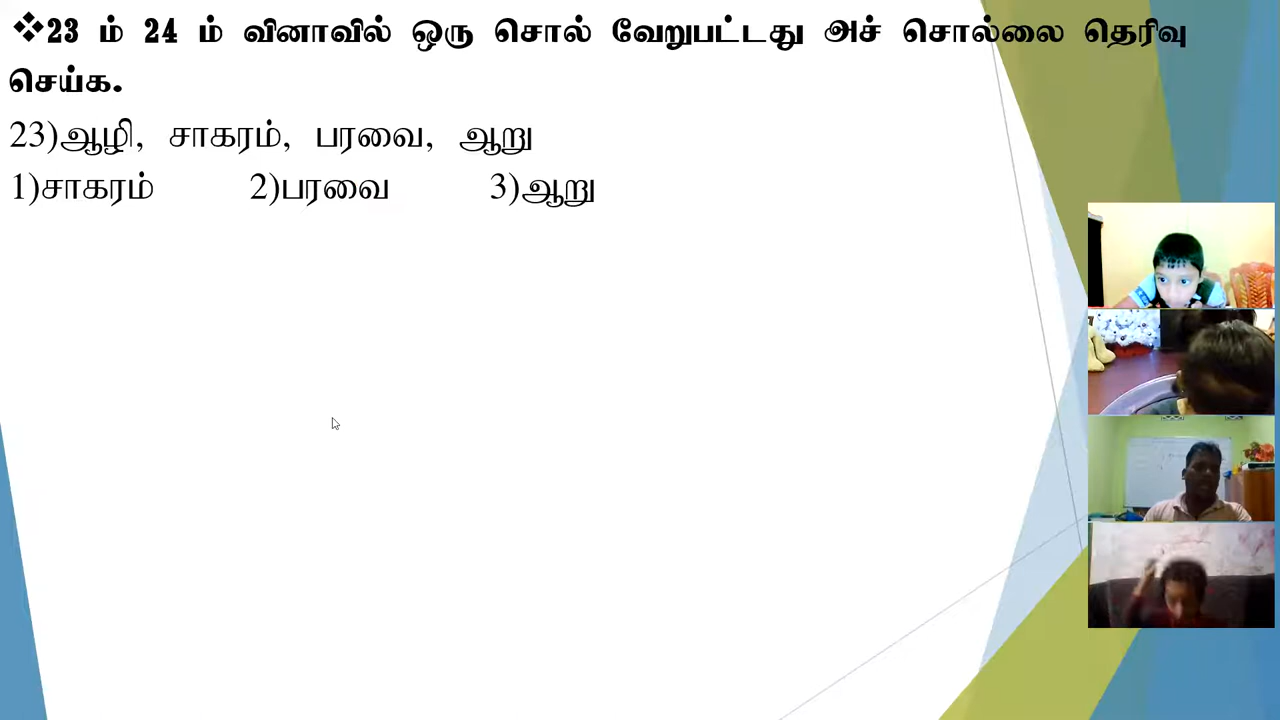 ❖23 ம் 24 ம் வினாவில் ஒரு சொல் வேறுபட்டது அச் சொல்லை தெரிவு
செய்க.
23)ஆழி, சாகரம், பரவை, ஆறு
1)சாகரம் 2)பரவை 3)ஆறு